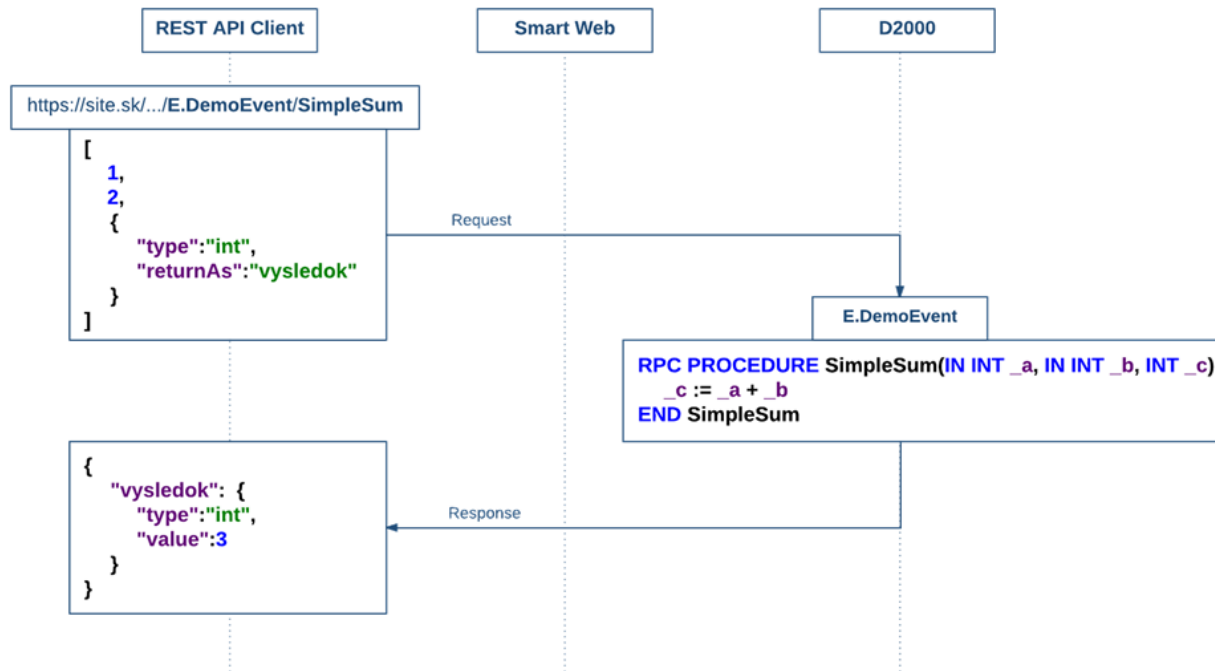 REST API Client
Smart Web
D2000
https://site.sk/.../E.DemoEvent/SimpleSum
[
1,
2,
{
"type":"int",
"returnAs":"vysledok"
}
]
Request
E.DemoEvent
RPC PROCEDURE SimpleSum(IN INT _a, IN INT _b, INT _c)
_c := _a + _b
END SimpleSum
{
"vysledok": {
"type":"int",
"value":3
}
}
Response